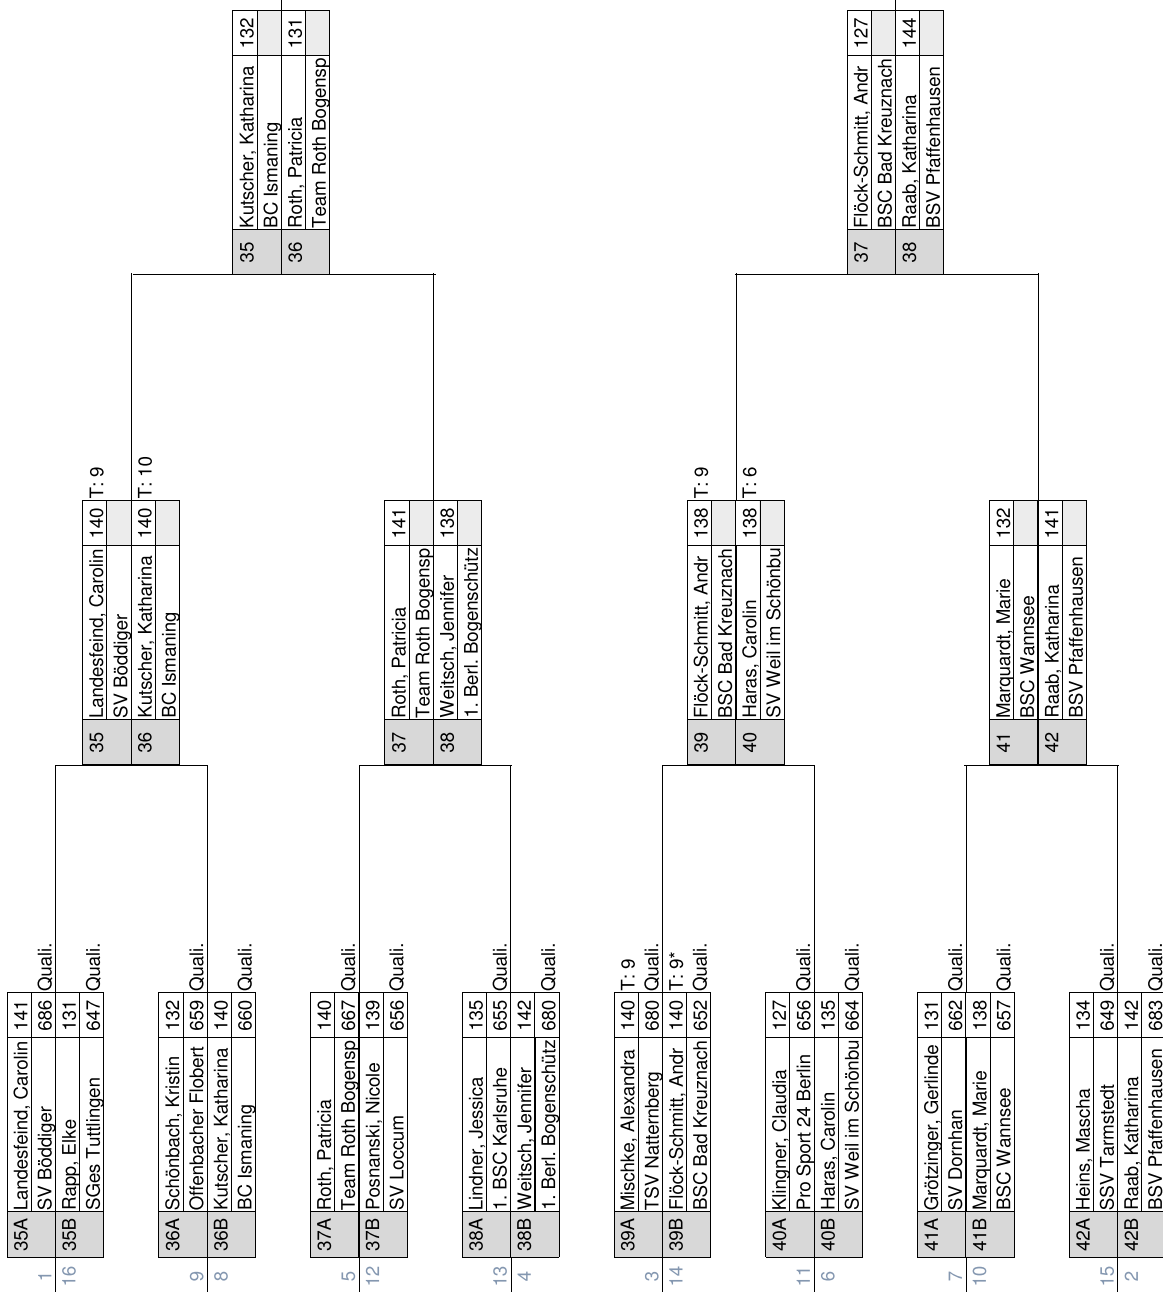 35 Kutscher, Katharina 132
BC Ismaning
36 Roth, Patricia 131
Team Roth Bogensp
37 Flöck-Schmitt, Andr 127
BSC Bad Kreuznach
38 Raab, Katharina 144
BSV Pfaffenhausen
35 Landesfeind, Carolin 140 T: 9
SV Böddiger
36 Kutscher, Katharina 140 T: 10
BC Ismaning
37 Roth, Patricia 141
Team Roth Bogensp
38 Weitsch, Jennifer 138
1. Berl. Bogenschütz
39 Flöck-Schmitt, Andr 138 T: 9
BSC Bad Kreuznach
40 Haras, Carolin 138 T: 6
SV Weil im Schönbu
41 Marquardt, Marie 132
BSC Wannsee
42 Raab, Katharina 141
BSV Pfaffenhausen
35A Landesfeind, Carolin 141
1 SV Böddiger 686 Quali.
16 35B Rapp, Elke 131
SGes Tuttlingen 647 Quali.
36A Schönbach, Kristin 132
9 Offenbacher Flobert 659 Quali.
8 36B Kutscher, Katharina 140
BC Ismaning 660 Quali.
37A Roth, Patricia 140
5 Team Roth Bogensp 667 Quali.
12 37B Posnanski, Nicole 139
SV Loccum 656 Quali.
38A Lindner, Jessica 135
13 1. BSC Karlsruhe 655 Quali.
4 38B Weitsch, Jennifer 142
1. Berl. Bogenschütz 680 Quali.
39A Mischke, Alexandra 140 T: 9
3 TSV Natternberg 680 Quali.
14 39B Flöck-Schmitt, Andr 140 T: 9*
BSC Bad Kreuznach 652 Quali.
40A Klingner, Claudia 127
11 Pro Sport 24 Berlin 656 Quali.
6 40B Haras, Carolin 135
SV Weil im Schönbu 664 Quali.
41A Grötzinger, Gerlinde 131
7 SV Dornhan 662 Quali.
10 41B Marquardt, Marie 138
BSC Wannsee 657 Quali.
42A Heins, Mascha 134
15 SSV Tarmstedt 649 Quali.
2 42B Raab, Katharina 142
BSV Pfaffenhausen 683 Quali.